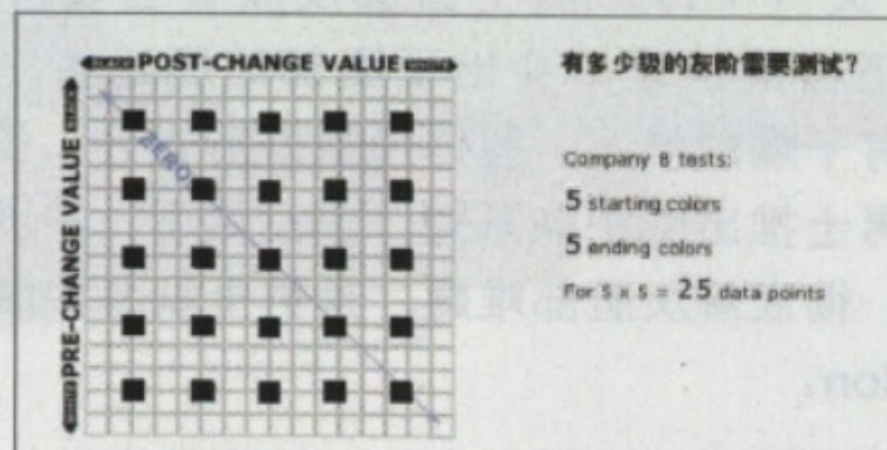 POST-CHANGE VALUE
PRE-CHANGE VALUE
ZERO
有多少级的灰阶需要测试?
Company B tests:
5 starting colors
5 ending colors
For 5 x 5 = 25 data points